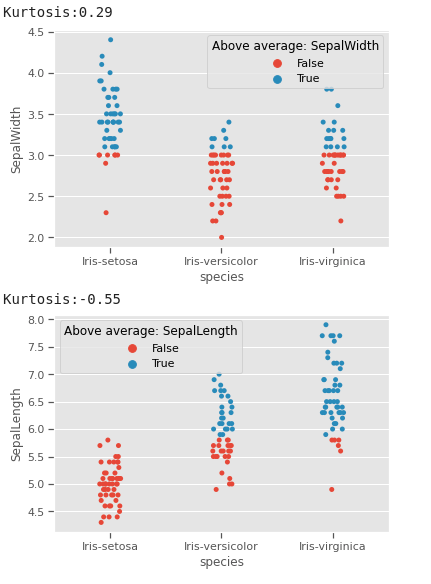 Kurtosis:0.29
Above average: SepalWidth
False
True
4.5
4.0
3.5
3.0
2.5
2.0
SepalWidth
Iris-setosa Iris-versicolor Iris-virginica
species
Kurtosis:-0.55
Above average: SepalLength
False
True
8.0
7.5
7.0
6.5
6.0
5.5
5.0
4.5
SepalLength
Iris-setosa Iris-versicolor Iris-virginica
species